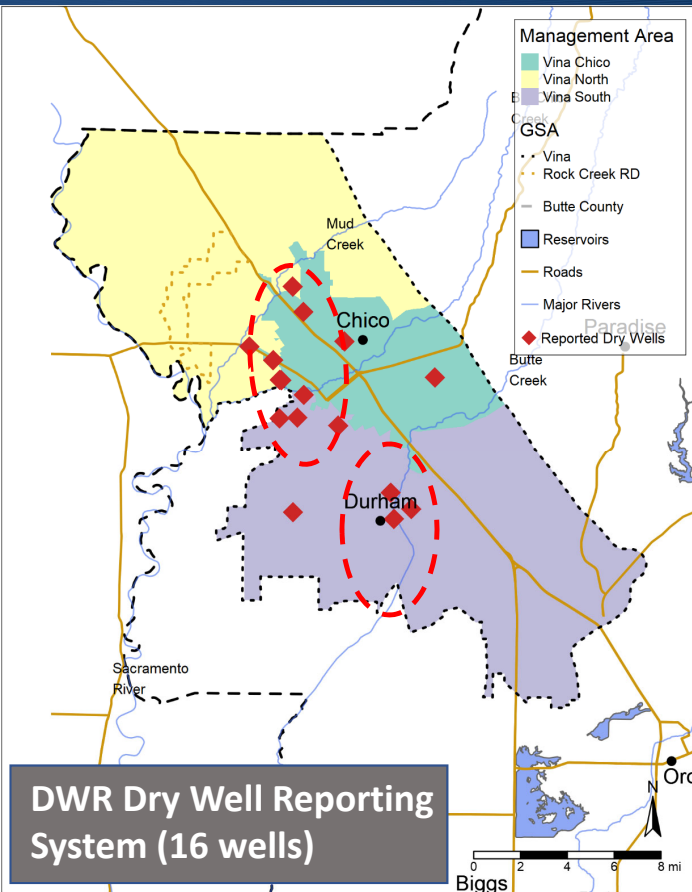 Management Area
Vina Chico
Vina North
Vina South
Creek
GSA
Vina
Rock Creek RD
Butte County
Reservoirs
Roads
Major Rivers
Reported Dry Wells
Paradise
Butte
Creek
Mud
Creek
Chico
Durham
Sacramento
River
DWR Dry Well Reporting
System (16 wells)
N
0 2 4 6 8 mi
Biggs
Oro